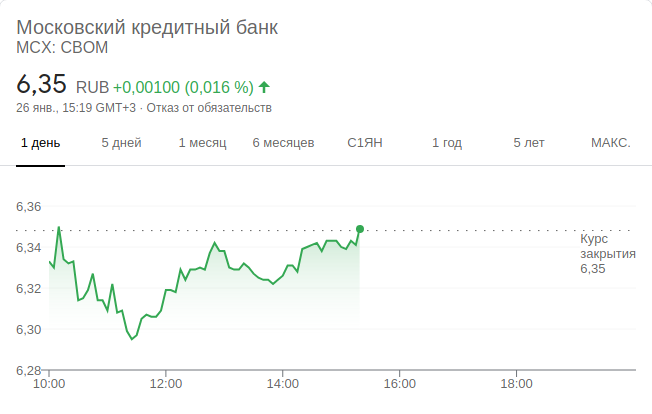 Московский кредитный банк
MCX: CBOM
6,35 RUB +0,00100 (0,016 %)
26 янв., 15:19 GMT+3 · Отказ от обязательств
1 день 5 дней 1 месяц 6 месяцев С1ЯН 1 год 5 лет МАКС.
6,36
Курс
6,34
закрытия
6,35
6,32
6,30
6,28
10:00 12:00 14:00 16:00 18:00